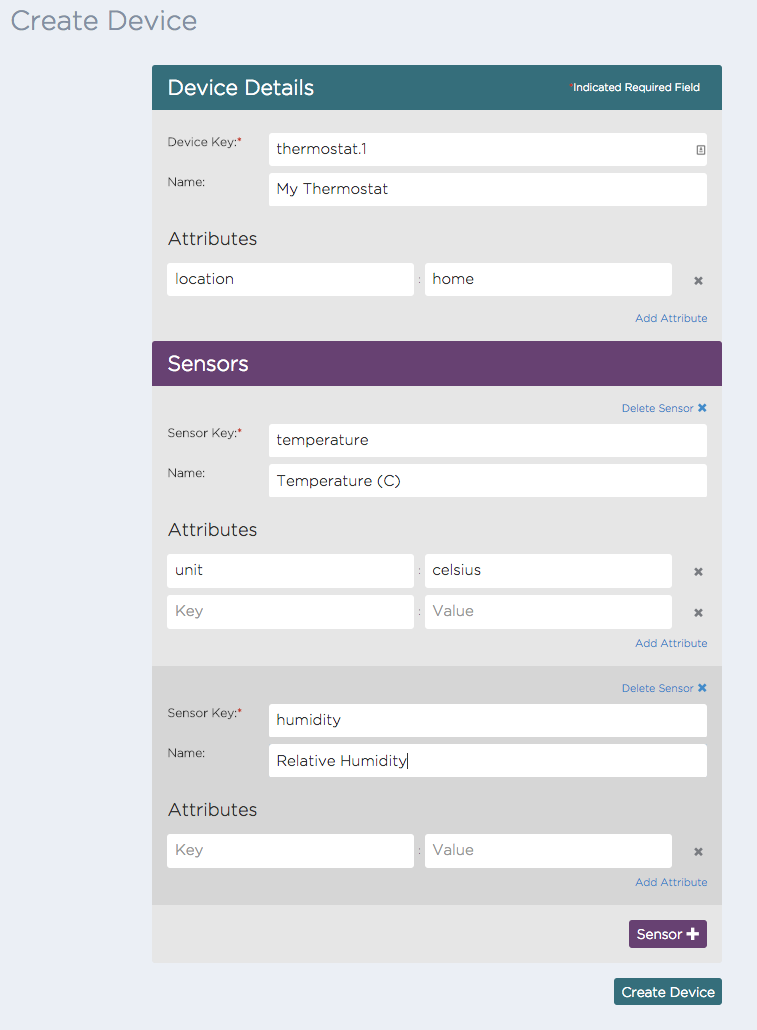 Create Device
Device Details *Indicated Required Field
Device Key:* thermostat.1
Name: My Thermostat
Attributes
location : home ×
Add Attribute
Sensors
Delete Sensor ×
Sensor Key:* temperature
Name: Temperature (C)
Attributes
unit : celsius ×
Key : Value ×
Add Attribute
Delete Sensor ×
Sensor Key:* humidity
Name: Relative Humidity
Attributes
Key : Value ×
Add Attribute
Sensor +
Create Device